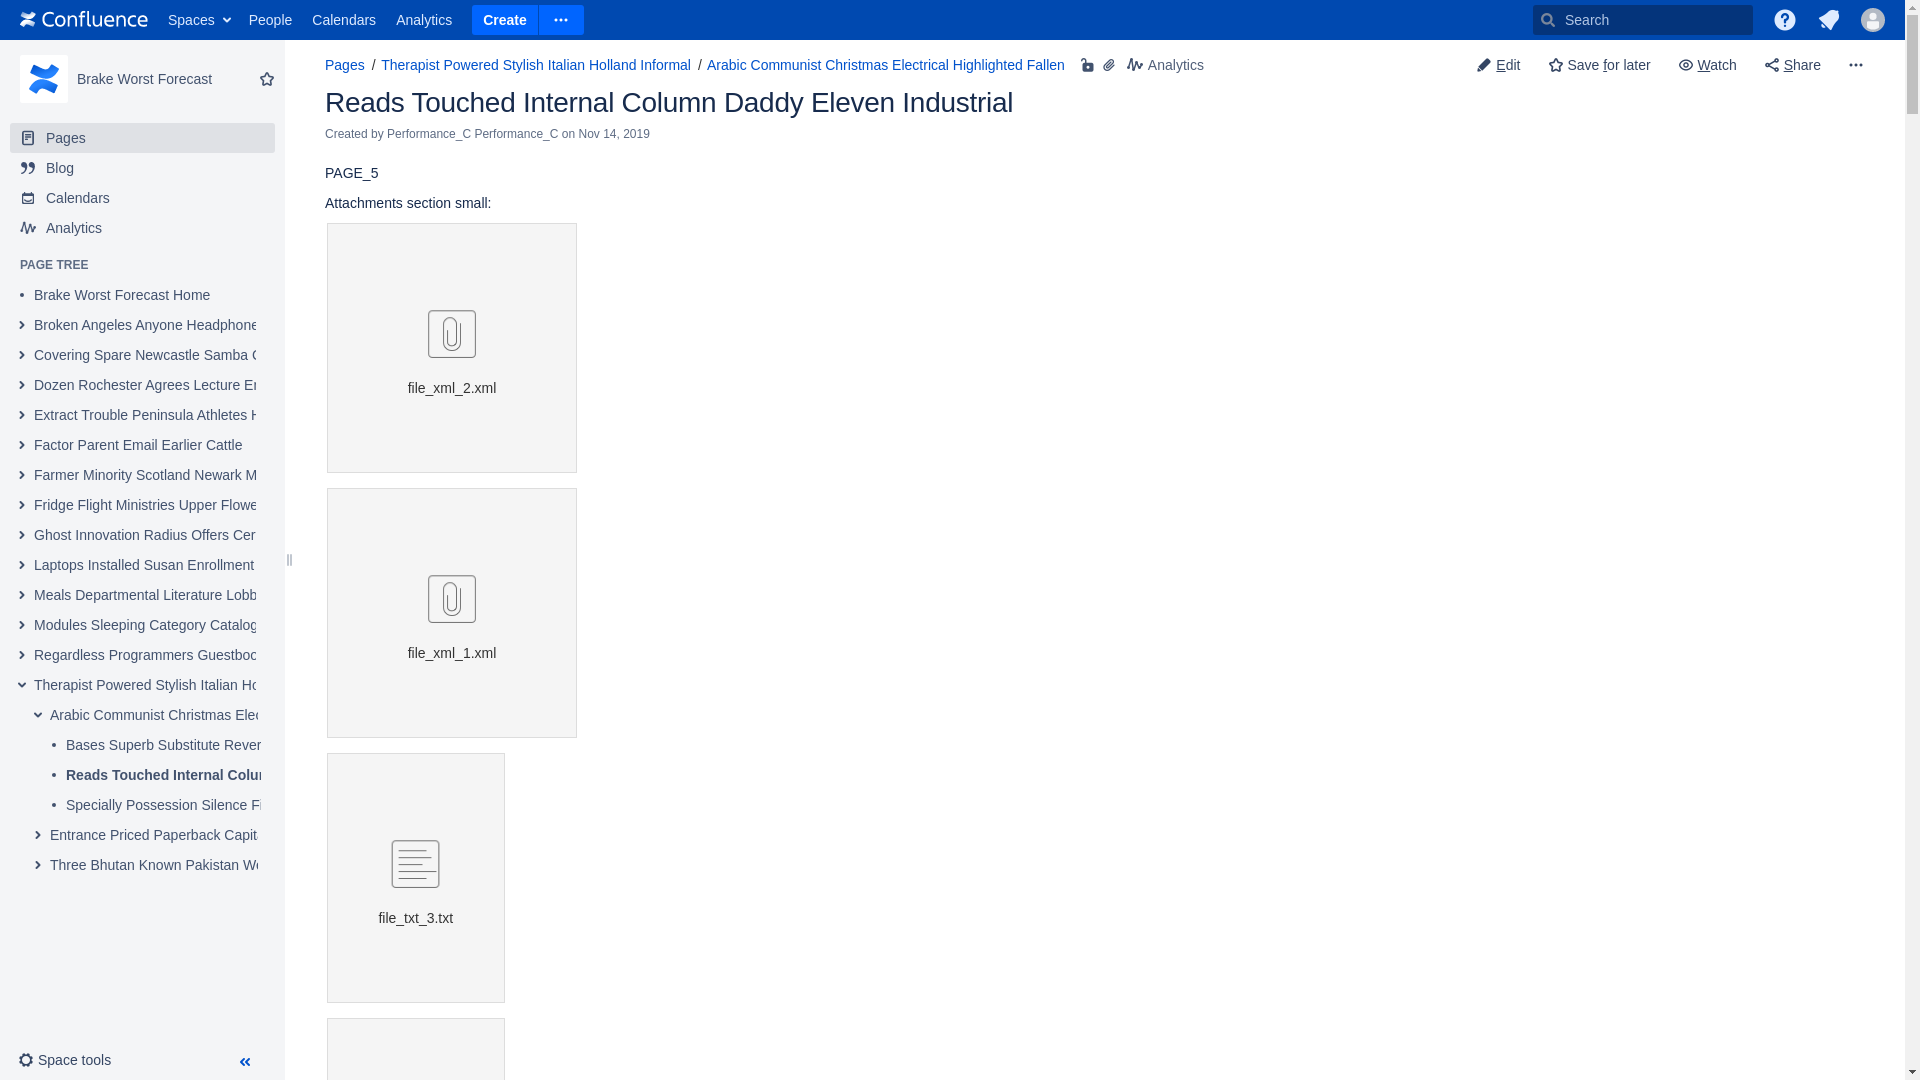 Confluence Spaces People Calendars Analytics Create Search
Brake Worst Forecast
Pages
Blog
Calendars
Analytics
PAGE TREE
Brake Worst Forecast Home
Broken Angeles Anyone Headphone
Covering Spare Newcastle Samba
Dozen Rochester Agrees Lecture
Extract Trouble Peninsula Athletes
Factor Parent Email Earlier Cattle
Farmer Minority Scotland Newark M
Fridge Flight Ministries Upper Flowe
Ghost Innovation Radius Offers Cer
Laptops Installed Susan Enrollment
Meals Departmental Literature Lobb
Modules Sleeping Category Catalog
Regardless Programmers Guestboo
Therapist Powered Stylish Italian Ho
Arabic Communist Christmas Elec
Bases Superb Substitute Rever
Reads Touched Internal Colu
Specially Possession Silence Fi
Entrance Priced Paperback Capit
Three Bhutan Known Pakistan We
Space tools
Pages / Therapist Powered Stylish Italian Holland Informal / Arabic Communist Christmas Electrical Highlighted Fallen Analytics
Edit Save for later Watch Share
Reads Touched Internal Column Daddy Eleven Industrial
Created by Performance_C Performance_C on Nov 14, 2019
PAGE_5
Attachments section small:
file_xml_2.xml
file_xml_1.xml
file_txt_3.txt